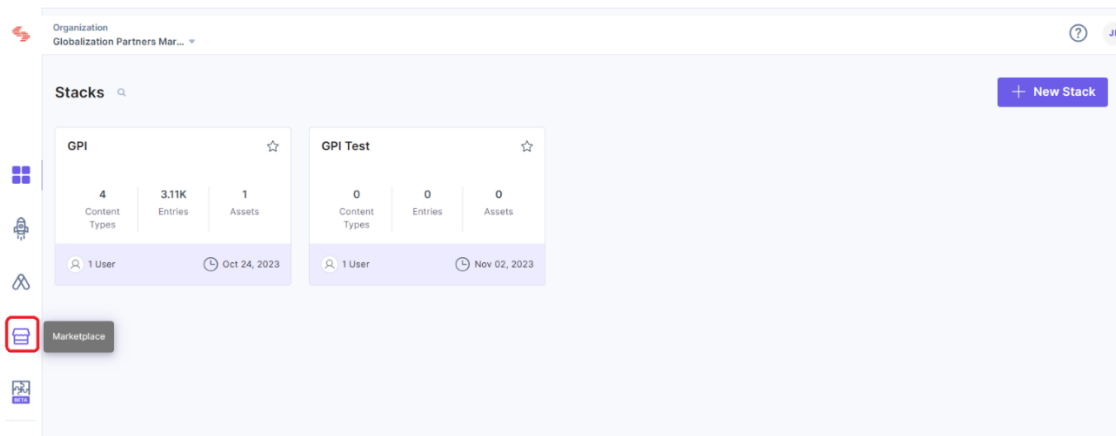 Organization
Globalization Partners Mar...
Stacks
New Stack
GPI
4
Content
Types
3.11K
Entries
1
Assets
1 User
Oct 24, 2023
GPI Test
0
Content
Types
0
Entries
0
Assets
1 User
Nov 02, 2023
Marketplace
BETA